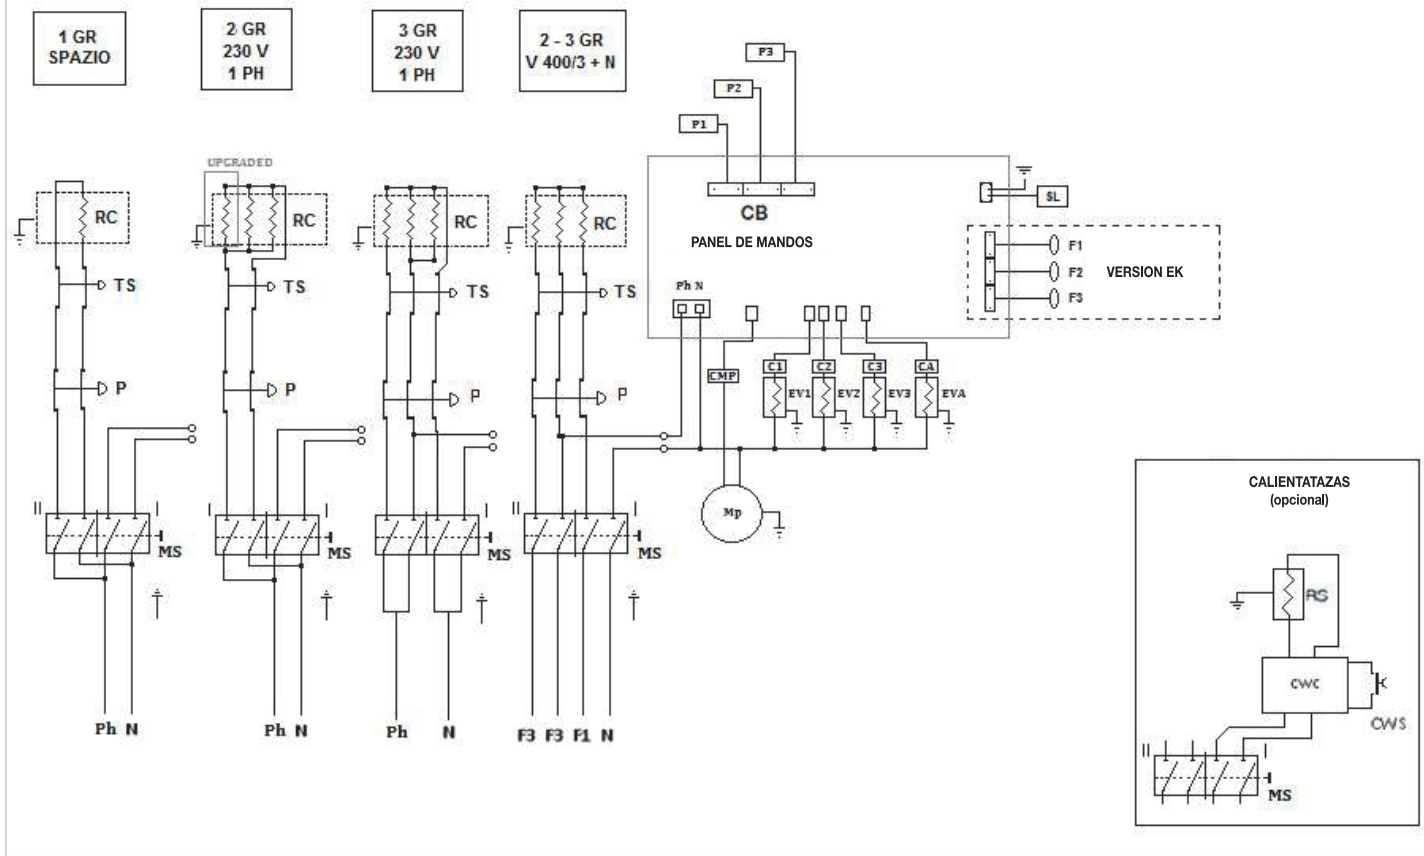 1 GR
SPAZIO
2 GR
230 V
1 PH
3 GR
230 V
1 PH
2 - 3 GR
V 400/3 + N
P3
P2
P1
CB
PANEL DE MANDOS
SL
F1
F2
F3
VERSION EK
Ph N
UPGRADED
RC
RC
RC
RC
TS
TS
TS
TS
P
P
P
P
CMP
C1
C2
C3
CA
EV1
EV2
EV3
EVA
Mp
II
I
MS
I
I
MS
I
MS
II
I
MS
Ph N
Ph N
Ph
N
F3 F3 F1 N
CALIENTATAZAS
(opcional)
RS
CWC
CWS
II
I
MS